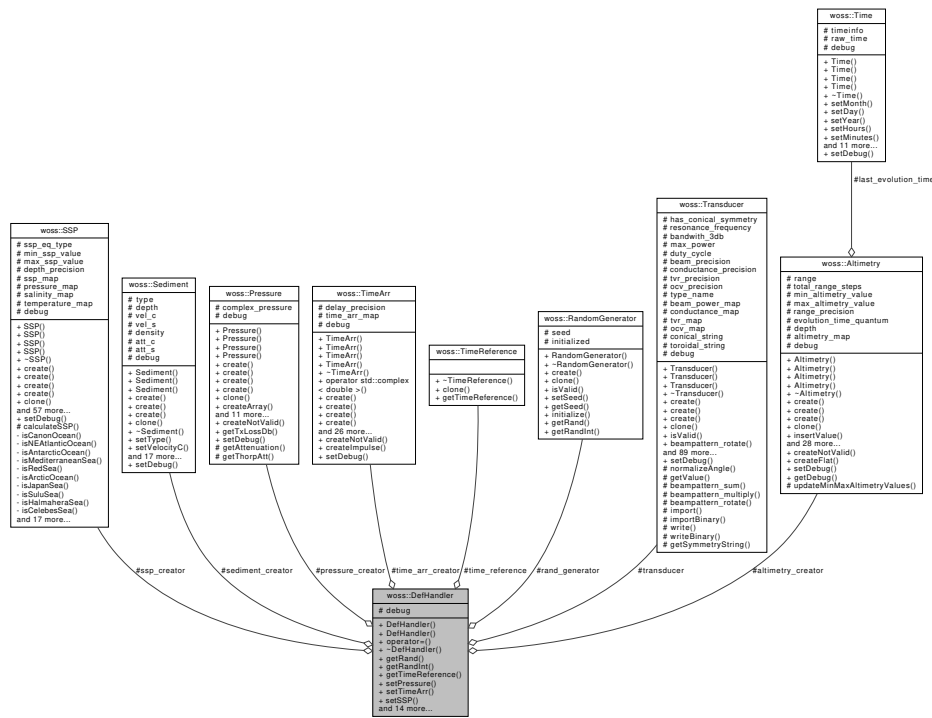 woss::Time
# timeinfo
# raw_time
# debug
+ Time()
+ Time()
+ Time()
+ Time()
+ ~Time()
+ setMonth()
+ setDay()
+ setYear()
+ setHours()
+ setMinutes()
and 11 more...
+ setDebug()
#last_evolution_time
woss::SSP
# ssp_eq_type
# min_ssp_value
# max_ssp_value
# depth_precision
# ssp_map
# pressure_map
# salinity_map
# temperature_map
# debug
+ SSP()
+ SSP()
+ SSP()
+ SSP()
+ ~SSP()
+ create()
+ create()
+ create()
+ create()
+ clone()
and 57 more...
+ setDebug()
# calculateSSP()
- isCanonOcean()
- isNEAtlanticOcean()
- isAntarcticOcean()
- isMediterraneanSea()
- isRedSea()
- isArcticOcean()
- isJapanSea()
- isSuluSea()
- isHalmaheraSea()
- isCelebesSea()
and 17 more...
woss::Sediment
# type
# depth
# vel_c
# vel_s
# density
# att_c
# att_s
# debug
+ Sediment()
+ Sediment()
+ Sediment()
+ create()
+ create()
+ create()
+ clone()
+ ~Sediment()
+ setType()
+ setVelocityC()
and 17 more...
+ setDebug()
woss::Pressure
# complex_pressure
# debug
+ Pressure()
+ Pressure()
+ Pressure()
+ Pressure()
+ create()
+ create()
+ create()
+ create()
+ clone()
+ createArray()
and 11 more...
+ createNotValid()
+ getTxLossDb()
+ setDebug()
# getAttenuation()
# getThorpAtt()
woss::TimeArr
# delay_precision
# time_arr_map
# debug
+ TimeArr()
+ TimeArr()
+ TimeArr()
+ TimeArr()
+ ~TimeArr()
+ operator std::complex
< double >()
+ create()
+ create()
+ create()
+ create()
and 26 more...
+ createNotValid()
+ createImpulse()
+ setDebug()
woss::TimeReference
+ ~TimeReference()
+ clone()
+ getTimeReference()
woss::RandomGenerator
# seed
# initialized
+ RandomGenerator()
+ ~RandomGenerator()
+ create()
+ clone()
+ isValid()
+ setSeed()
+ getSeed()
+ initialize()
+ getRand()
+ getRandInt()
woss::Transducer
# has_conical_symmetry
# resonance_frequency
# bandwith_3db
# max_power
# duty_cycle
# beam_precision
# conductance_precision
# tvr_precision
# ocv_precision
# type_name
# beam_power_map
# conductance_map
# tvr_map
# ocv_map
# conical_string
# toroidal_string
# debug
+ Transducer()
+ Transducer()
+ Transducer()
+ ~Transducer()
+ create()
+ create()
+ create()
+ clone()
+ isValid()
+ beampattern_rotate()
and 89 more...
+ setDebug()
# normalizeAngle()
# getValue()
# beampattern_sum()
# beampattern_multiply()
# beampattern_rotate()
# import()
# importBinary()
# write()
# writeBinary()
# getSymmetryString()
woss::Altimetry
# range
# total_range_steps
# min_altimetry_value
# max_altimetry_value
# range_precision
# evolution_time_quantum
# depth
# altimetry_map
# debug
+ Altimetry()
+ Altimetry()
+ Altimetry()
+ Altimetry()
+ ~Altimetry()
+ create()
+ create()
+ create()
+ clone()
+ insertValue()
and 28 more...
+ createNotValid()
+ createFlat()
+ setDebug()
+ getDebug()
# updateMinMaxAltimetryValues()
#ssp_creator
#sediment_creator
#pressure_creator
#time_arr_creator
#time_reference
#rand_generator
#transducer
#altimetry_creator
woss::DefHandler
# debug
+ DefHandler()
+ DefHandler()
+ operator=()
+ ~DefHandler()
+ getRand()
+ getRandInt()
+ getTimeReference()
+ setPressure()
+ setTimeArr()
+ setSSP()
and 14 more...